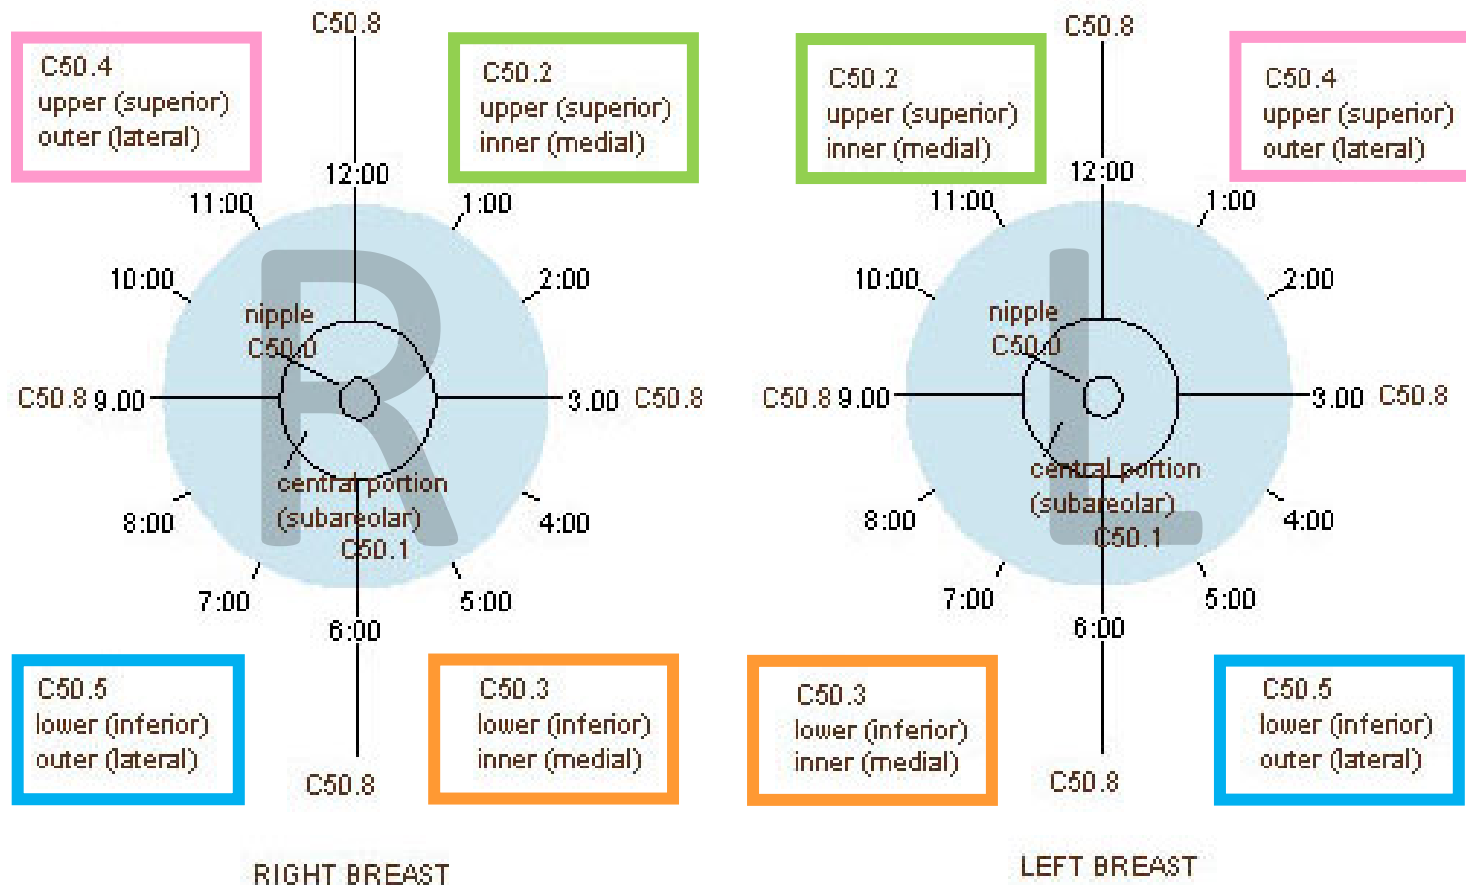 C50.8
C50.4
upper (superior)
outer (lateral)
C50.2
upper (superior)
inner (medial)
12:00
11:00
1:00
10:00
2:00
R
nipple
C50.0
C50.8 9.00
3.00 C50.8
central portion
(subareolar)
C50.1
8:00
4:00
7:00
5:00
6:00
C50.5
lower (inferior)
outer (lateral)
C50.3
lower (inferior)
inner (medial)
C50.8
RIGHT BREAST
C50.8
C50.2
upper (superior)
inner (medial)
C50.4
upper (superior)
outer (lateral)
12:00
11:00
1:00
10:00
2:00
L
nipple
C50.0
C50.8 9.00
3.00 C50.8
central portion
(subareolar)
C50.1
8:00
4:00
7:00
5:00
6:00
C50.3
lower (inferior)
inner (medial)
C50.5
lower (inferior)
outer (lateral)
C50.8
LEFT BREAST